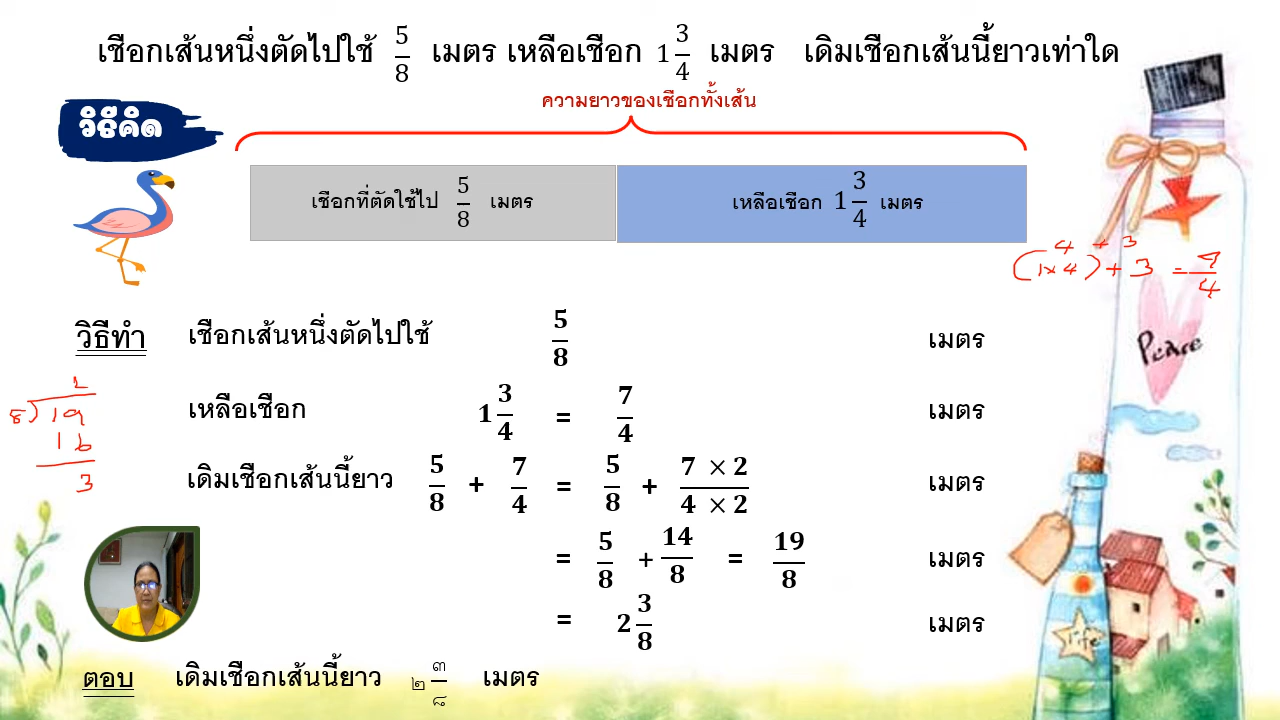 เชือกเส้นหนึ่งตัดไปใช้ 5/8 เมตร เหลือเชือก 1 3/4 เมตร เดิมเชือกเส้นนี้ยาวเท่าใด
ความยาวของเชือกทั้งเส้น
วิธีคิด
เชือกที่ตัดใช้ไป 5/8 เมตร
เหลือเชือก 1 3/4 เมตร
4 + 3
(1×4) + 3 = 7/4
Peace
วิธีทำ เชือกเส้นหนึ่งตัดไปใช้ 5/8 เมตร
เหลือเชือก 1 3/4 = 7/4 เมตร
2
8) 19
16
3
เดิมเชือกเส้นนี้ยาว 5/8 + 7/4 = 5/8 + 7 × 2/4 × 2 เมตร
= 5/8 + 14/8 = 19/8 เมตร
= 2 3/8 เมตร
life
ตอบ เดิมเชือกเส้นนี้ยาว ๒ ๓/๘ เมตร